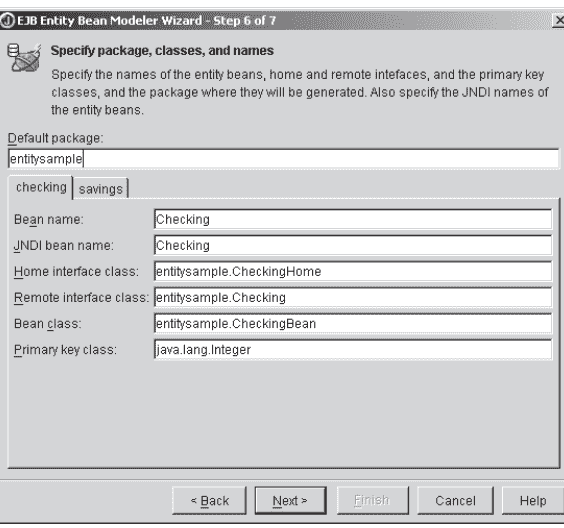 EJB Entity Bean Modeler Wizard - Step 6 of 7
Specify package, classes, and names
Specify the names of the entity beans, home and remote intefaces, and the primary key
classes, and the package where they will be generated. Also specify the JNDI names of
the entity beans.
Default package:
entitysample
checking savings
Bean name: Checking
JNDI bean name: Checking
Home interface class: entitysample.CheckingHome
Remote interface class: entitysample.Checking
Bean class: entitysample.CheckingBean
Primary key class: java.lang.Integer
< Back Next > Finish Cancel Help